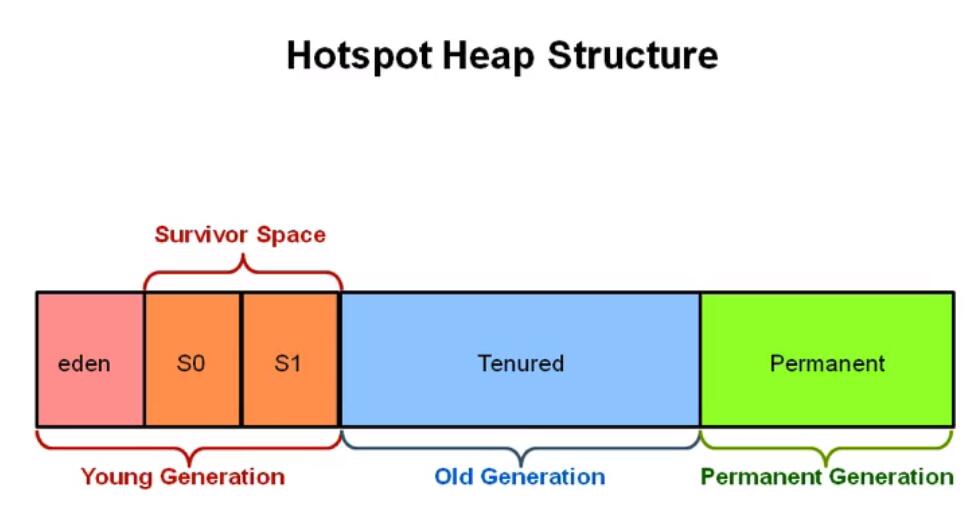 Hotspot Heap Structure
Survivor Space
eden
S0
S1
Tenured
Permanent
Young Generation
Old Generation
Permanent Generation